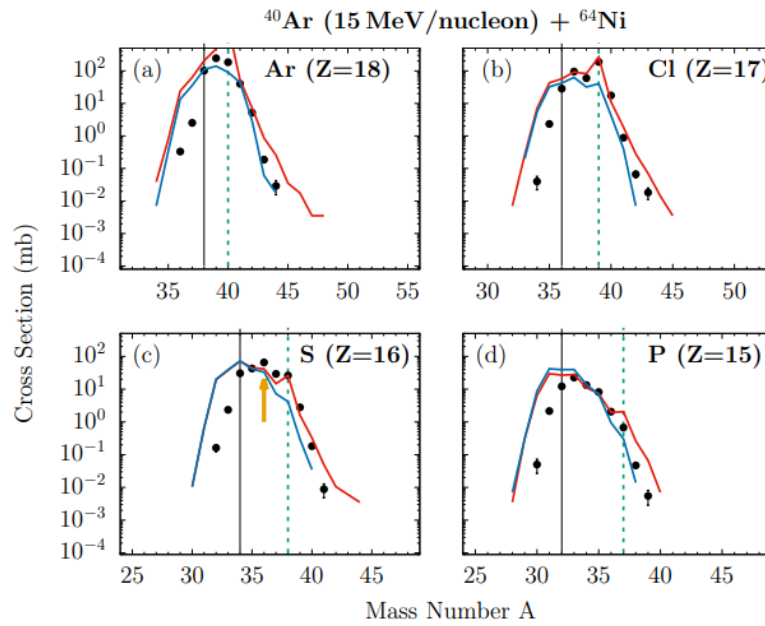 ⁴⁰Ar (15 MeV/nucleon) + ⁶⁴Ni
Cross Section (mb)
(a) Ar (Z=18)
10²
10¹
10⁰
10⁻¹
10⁻²
10⁻³
10⁻⁴
35 40 45 50 55
(b) Cl (Z=17)
30 35 40 45 50
(c) S (Z=16)
10²
10¹
10⁰
10⁻¹
10⁻²
10⁻³
10⁻⁴
25 30 35 40 45
(d) P (Z=15)
25 30 35 40 45
Mass Number A